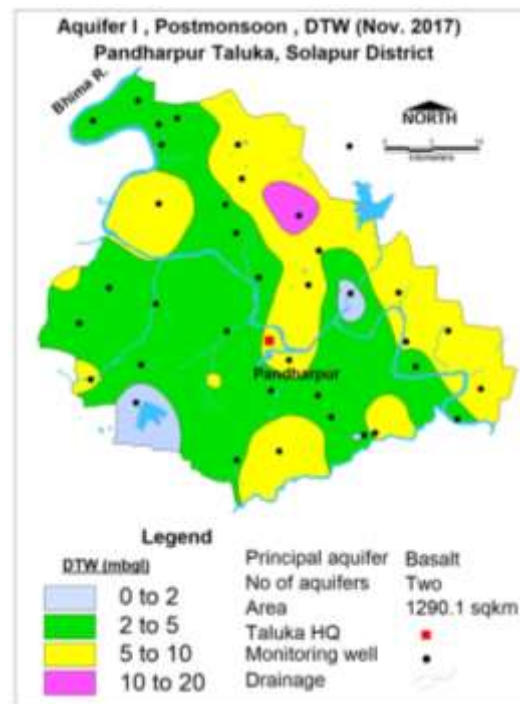 Aquifer I , Postmonsoon , DTW (Nov. 2017)
Pandharpur Taluka, Solapur District
Bhima R.
NORTH
kilometers
Pandharpur
Legend
DTW (mbgl)
0 to 2
2 to 5
5 to 10
10 to 20
Principal aquifer Basalt
No of aquifers Two
Area 1290.1 sqkm
Taluka HQ
Monitoring well
Drainage